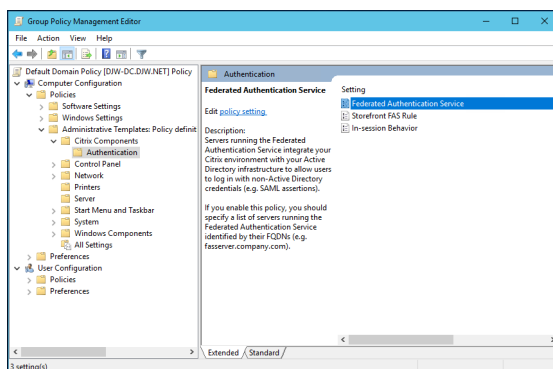 Group Policy Management Editor
File Action View Help
Default Domain Policy [DJW-DC.DJW.NET] Policy
Computer Configuration
Policies
Software Settings
Windows Settings
Administrative Templates: Policy definit
Citrix Components
Authentication
Control Panel
Network
Printers
Server
Start Menu and Taskbar
System
Windows Components
All Settings
Preferences
User Configuration
Policies
Preferences
Authentication
Federated Authentication Service
Edit policy setting.
Description:
Servers running the Federated
Authentication Service integrate your
Citrix environment with your Active
Directory infrastructure to allow users
to log in with non-Active Directory
credentials (e.g. SAML assertions).
If you enable this policy, you should
specify a list of servers running the
Federated Authentication Service
identified by their FQDNs (e.g.
fasserver.company.com).
Setting
Federated Authentication Service
Storefront FAS Rule
In-session Behavior
Extended Standard
3 setting(s)